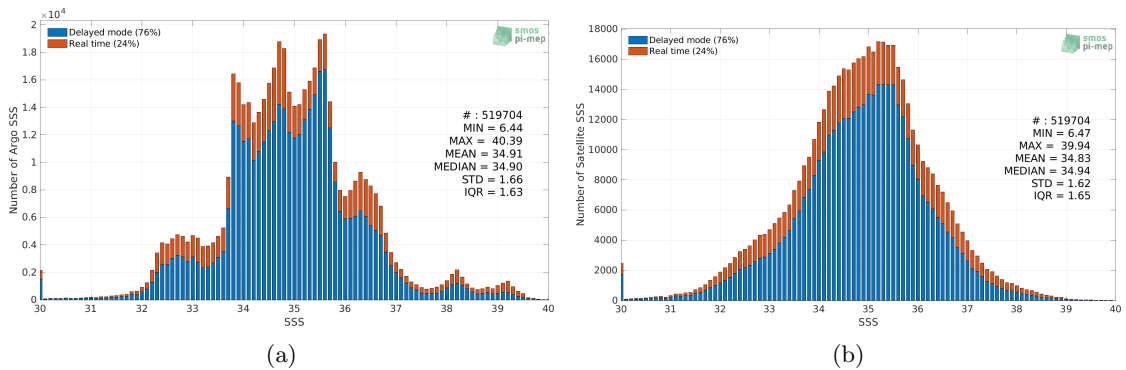 ×10⁴
Delayed mode (76%)
Real time (24%)
smos
pi-mep
# : 519704
MIN = 6.44
MAX = 40.39
MEAN = 34.91
MEDIAN = 34.90
STD = 1.66
IQR = 1.63
Number of Argo SSS
2
1.8
1.6
1.4
1.2
1
0.8
0.6
0.4
0.2
0
30 31 32 33 34 35 36 37 38 39 40
SSS
(a)
Delayed mode (76%)
Real time (24%)
smos
pi-mep
# : 519704
MIN = 6.47
MAX = 39.94
MEAN = 34.83
MEDIAN = 34.94
STD = 1.62
IQR = 1.65
Number of Satellite SSS
18000
16000
14000
12000
10000
8000
6000
4000
2000
0
30 31 32 33 34 35 36 37 38 39 40
SSS
(b)